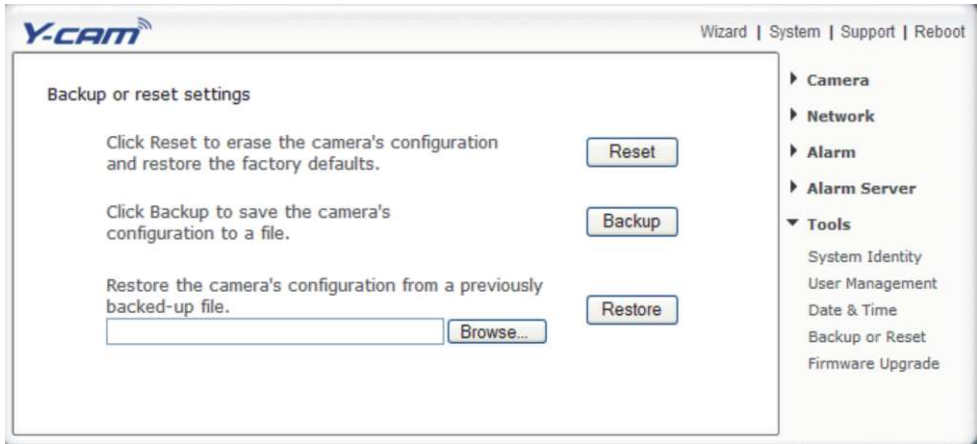 Y-cam
Wizard | System | Support | Reboot
Backup or reset settings
Click Reset to erase the camera's configuration
and restore the factory defaults.
Reset
Click Backup to save the camera's
configuration to a file.
Backup
Restore the camera's configuration from a previously
backed-up file.
Restore
Browse...
Camera
Network
Alarm
Alarm Server
Tools
System Identity
User Management
Date & Time
Backup or Reset
Firmware Upgrade